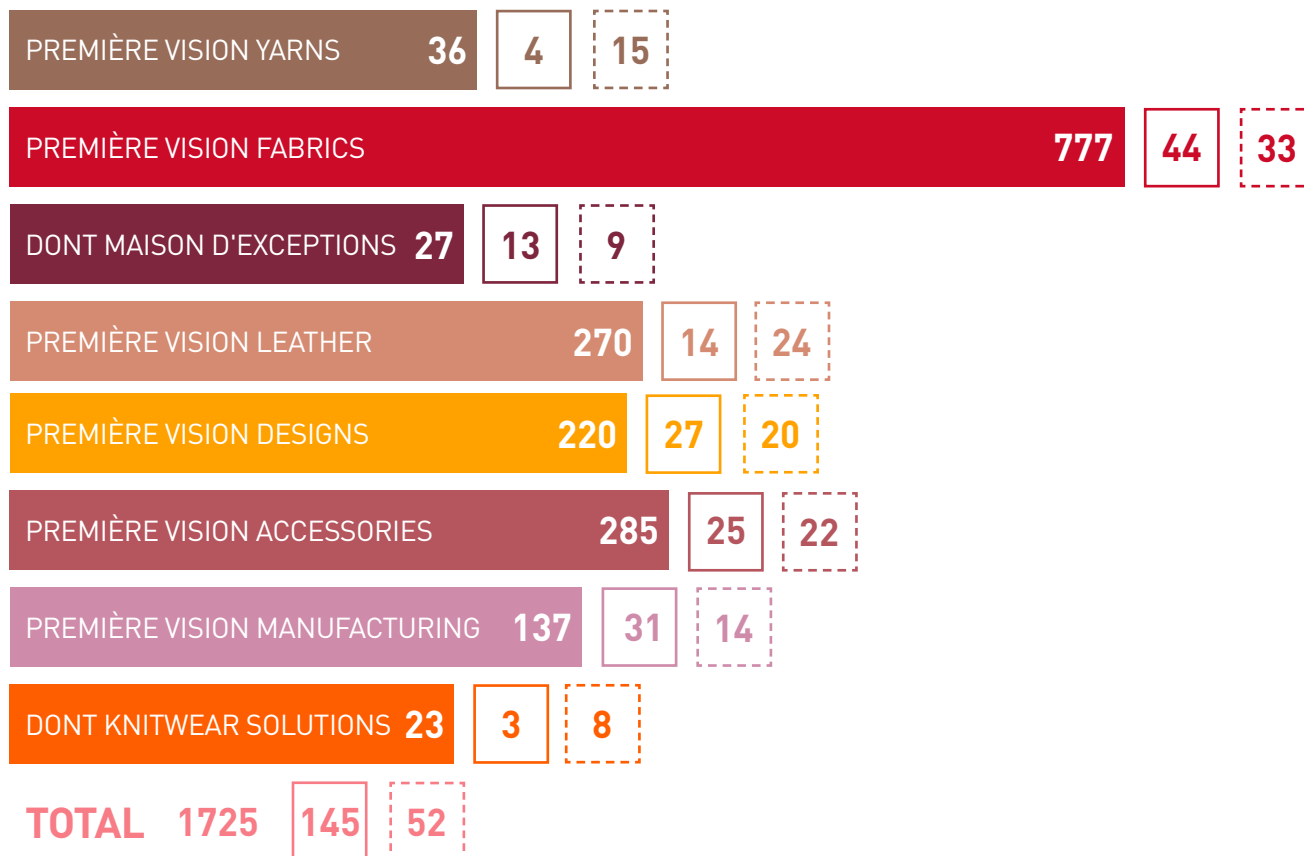 PREMIÈRE VISION YARNS 36 4 15
PREMIÈRE VISION FABRICS 777 44 33
DONT MAISON D'EXCEPTIONS 27 13 9
PREMIÈRE VISION LEATHER 270 14 24
PREMIÈRE VISION DESIGNS 220 27 20
PREMIÈRE VISION ACCESSORIES 285 25 22
PREMIÈRE VISION MANUFACTURING 137 31 14
DONT KNITWEAR SOLUTIONS 23 3 8
TOTAL 1725 145 52